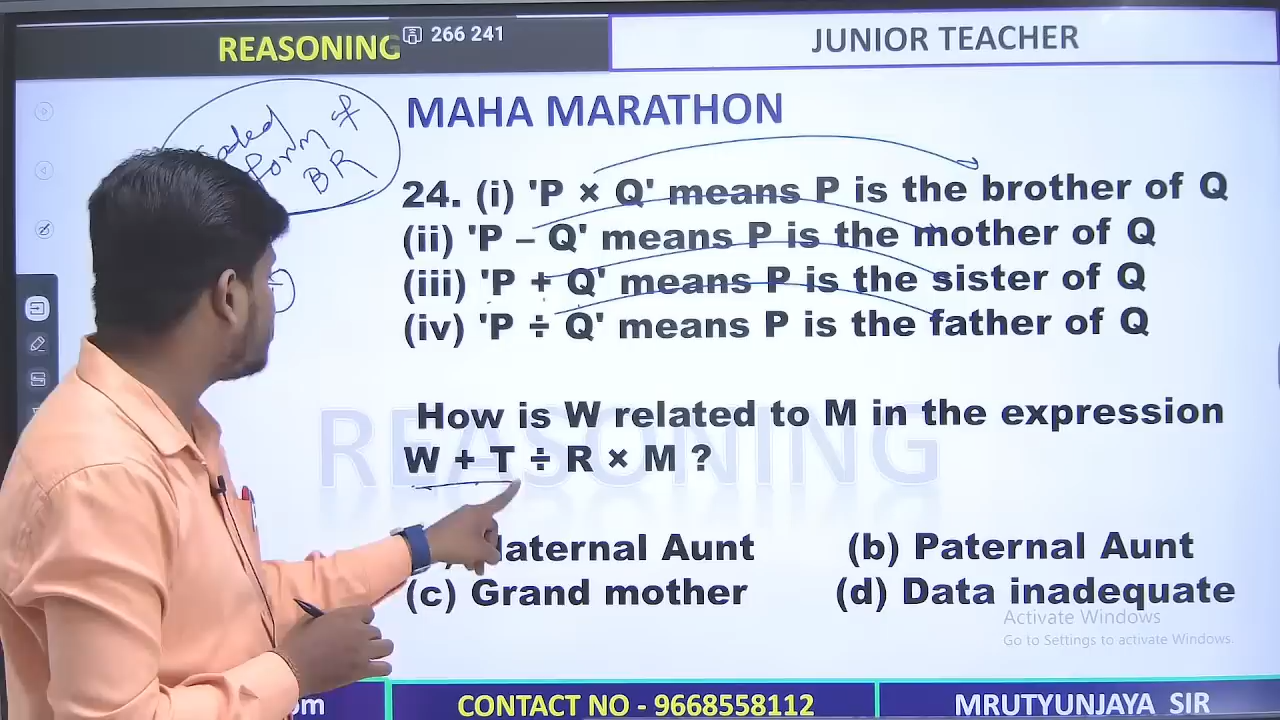 REASONING
266 241
JUNIOR TEACHER
form of
BR
MAHA MARATHON
24. (i) 'P × Q' means P is the brother of Q
(ii) 'P – Q' means P is the mother of Q
(iii) 'P + Q' means P is the sister of Q
(iv) 'P ÷ Q' means P is the father of Q
How is W related to M in the expression
W + T ÷ R × M ?
REASONING
Aunt (b) Paternal Aunt
(c) Grand mother (d) Data inadequate
Activate Windows
Go to Settings to activate Windows.
CONTACT NO - 9668558112
MRUTYUNJAYA SIR